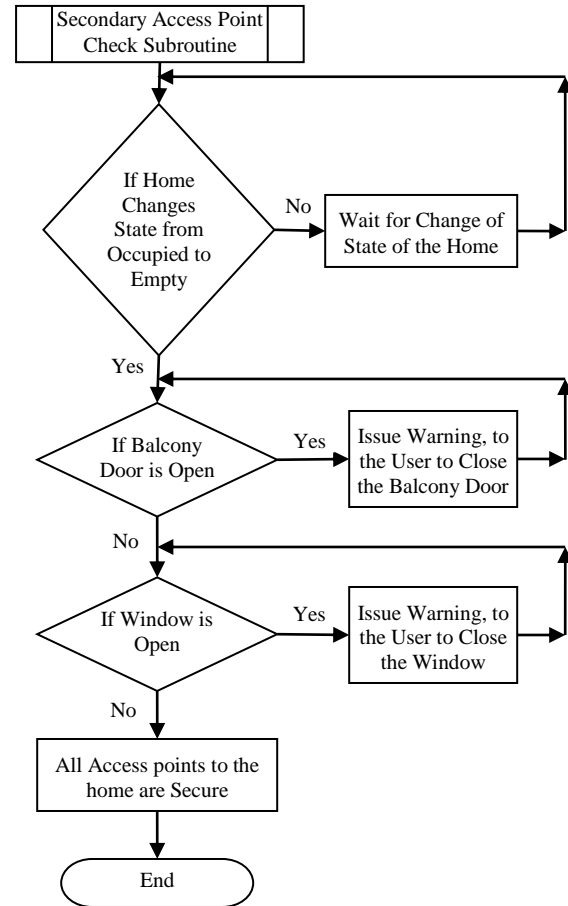 Secondary Access Point
Check Subroutine
If Home
Changes
State from
Occupied to
Empty
No
Wait for Change of
State of the Home
Yes
If Balcony
Door is Open
Yes
Issue Warning, to
the User to Close
the Balcony Door
No
If Window is
Open
Yes
Issue Warning, to
the User to Close
the Window
No
All Access points to the
home are Secure
End